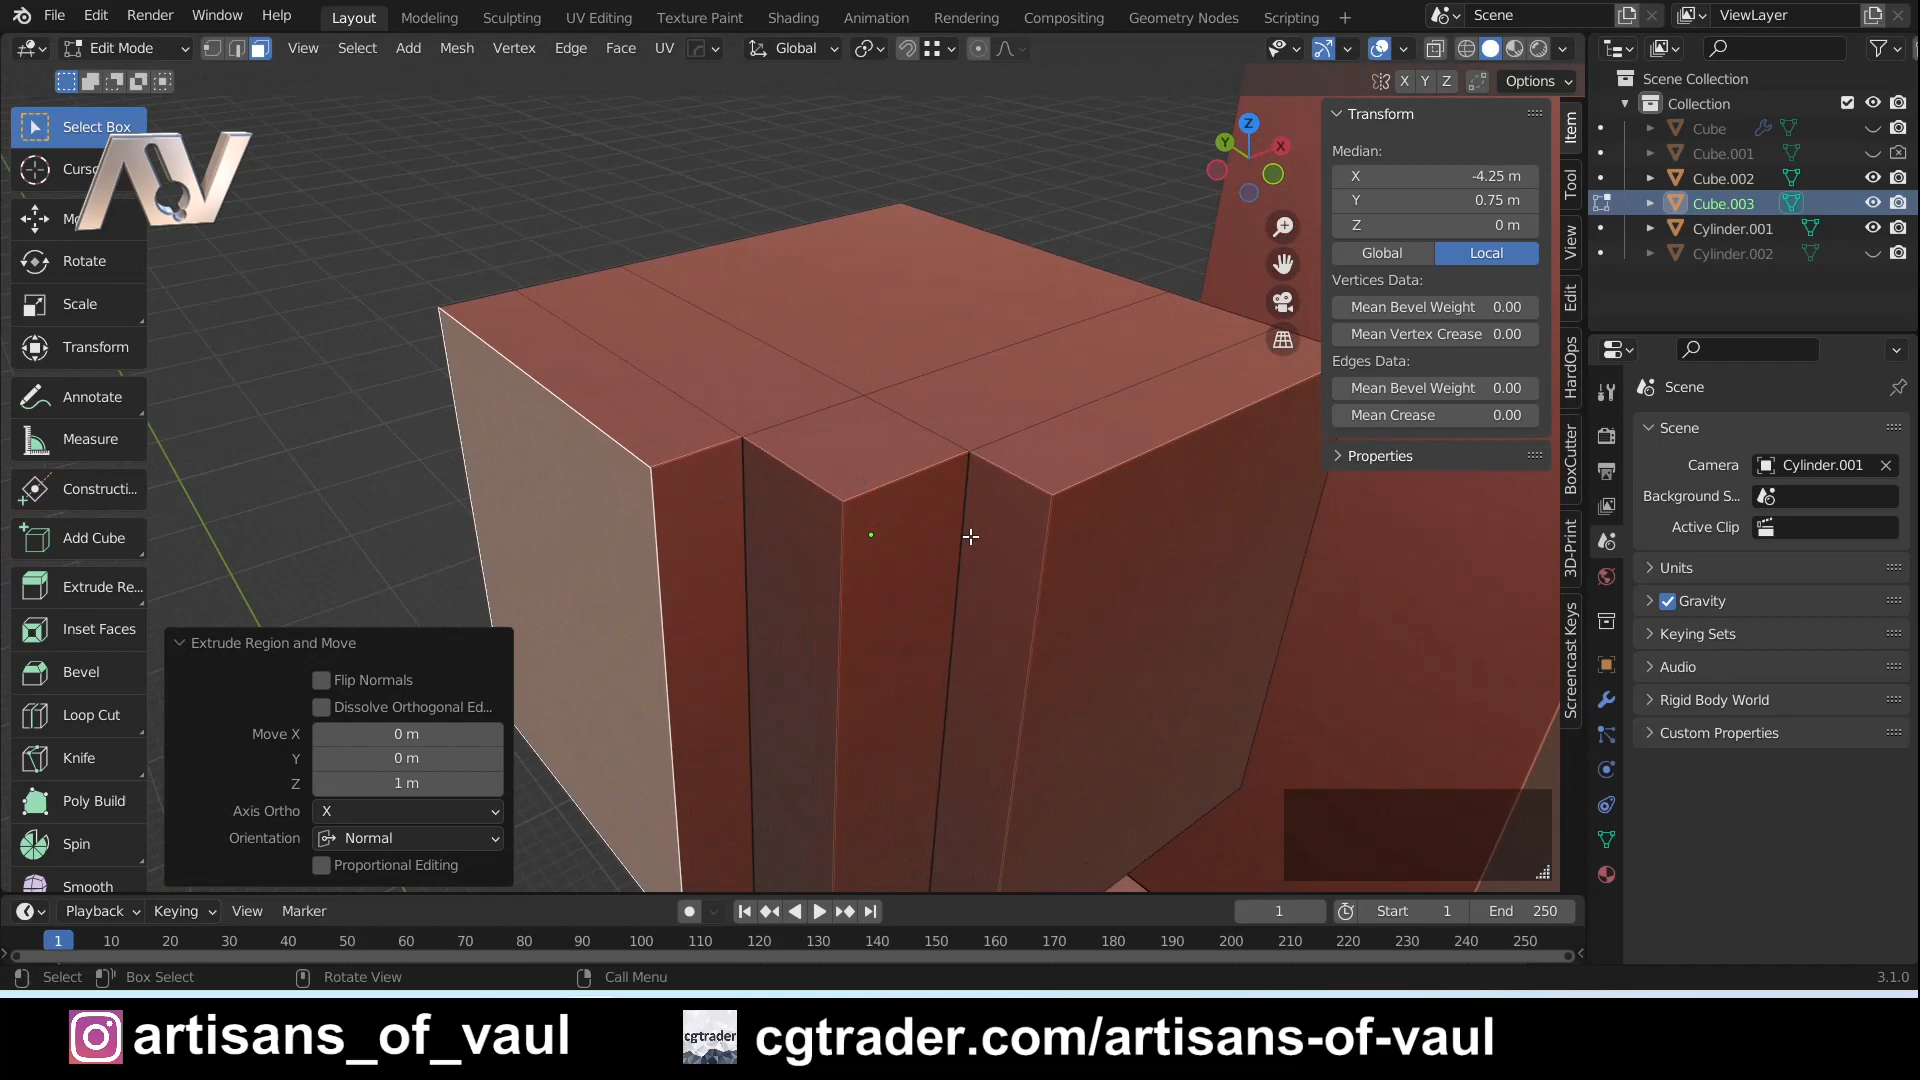 File Edit Render Window Help Layout Modeling Sculpting UV Editing Texture Paint Shading Animation Rendering Compositing Geometry Nodes Scripting Scene ViewLayer
Edit Mode View Select Add Mesh Vertex Edge Face UV Global
X Y Z Options
Select Box
AV
Rotate
Scale
Transform
Annotate
Measure
Constructi...
Add Cube
Extrude Re...
Inset Faces
Bevel
Loop Cut
Knife
Poly Build
Spin
Smooth
Extrude Region and Move
Flip Normals
Dissolve Orthogonal Ed...
Move X 0 m
Y 0 m
Z 1 m
Axis Ortho X
Orientation Normal
Proportional Editing
Z
Y X
Transform
Median:
X -4.25 m
Y 0.75 m
Z 0 m
Global Local
Vertices Data:
Mean Bevel Weight 0.00
Mean Vertex Crease 0.00
Edges Data:
Mean Bevel Weight 0.00
Mean Crease 0.00
Properties
Item
Tool
View
Edit
HardOps
BoxCutter
3D-Print
Screencast Keys
Scene Collection
Collection
Cube
Cube.001
Cube.002
Cube.003
Cylinder.001
Cylinder.002
Scene
Scene
Camera Cylinder.001
Background S...
Active Clip
Units
Gravity
Keying Sets
Audio
Rigid Body World
Custom Properties
Playback Keying View Marker 1 Start 1 End 250
1 10 20 30 40 50 60 70 80 90 100 110 120 130 140 150 160 170 180 190 200 210 220 230 240 250
Select Box Select Rotate View Call Menu 3.1.0
artisans_of_vaul cgtrader cgtrader.com/artisans-of-vaul